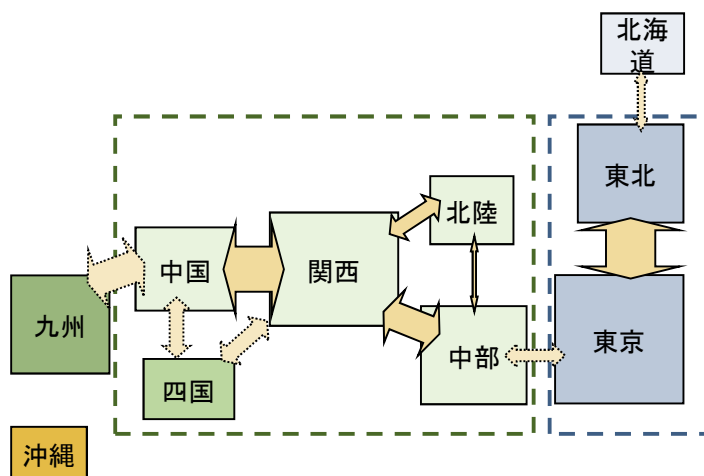 北海
道
東北
北陸
中国
関西
九州
東京
中部
四国
沖縄